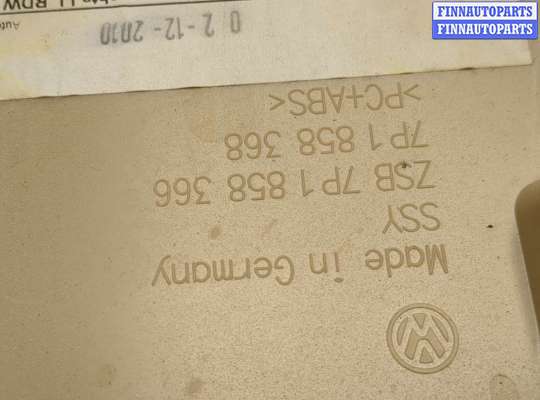 FINNAUTOPARTS
FINNAUTOPARTS
Made in Germany
SSY
ZSB 7P1 858 366
7P1 858 368
>PC+ABS<
0 2 -12- 2010
Auto